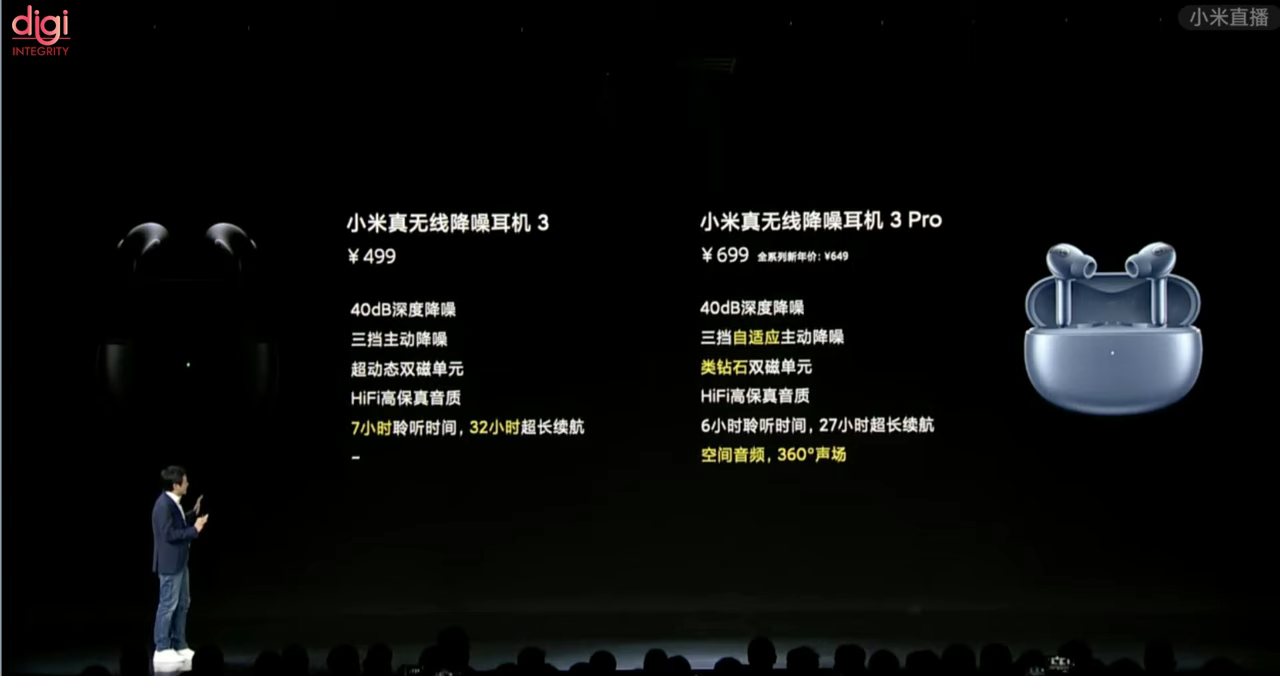 digi
INTEGRITY
小米直播
小米真无线降噪耳机 3
¥499
40dB深度降噪
三挡主动降噪
超动态双磁单元
HiFi高保真音质
7小时聆听时间，32小时超长续航
–
小米真无线降噪耳机 3 Pro
¥699 全系列新年价：¥649
40dB深度降噪
三挡自适应主动降噪
类钻石双磁单元
HiFi高保真音质
6小时聆听时间，27小时超长续航
空间音频，360°声场